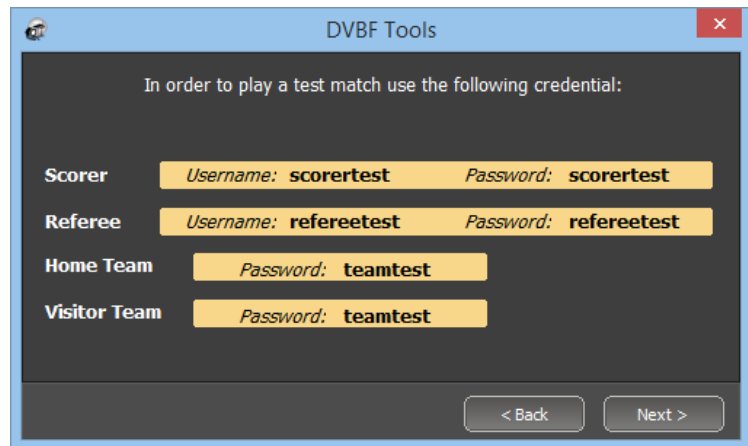 DVBF Tools
In order to play a test match use the following credential:
Scorer Username: scorertest Password: scorertest
Referee Username: refereetest Password: refereetest
Home Team Password: teamtest
Visitor Team Password: teamtest
< Back Next >